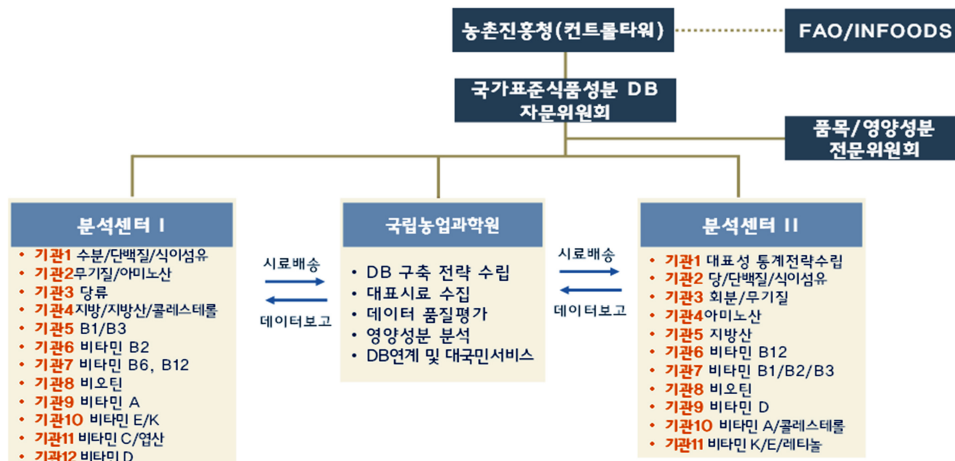 농촌진흥청(컨트롤타워)
FAO/INFOODS
국가표준식품성분 DB
자문위원회
품목/영양성분
전문위원회
분석센터 I
• 기관1 수분/단백질/식이섬유
• 기관2무기질/아미노산
• 기관3 당류
• 기관4지방/지방산/콜레스테롤
• 기관5 B1/B3
• 기관6 비타민 B2
• 기관7 비타민 B6, B12
• 기관8 비오틴
• 기관9 비타민 A
• 기관10 비타민 E/K
• 기관11 비타민 C/엽산
• 기관12 비타민 D
시료배송
데이터보고
국립농업과학원
• DB 구축 전략 수립
• 대표시료 수집
• 데이터 품질평가
• 영양성분 분석
• DB연계 및 대국민서비스
시료배송
데이터보고
분석센터 II
• 기관1 대표성 통계전략수립
• 기관2 당/단백질/식이섬유
• 기관3 회분/무기질
• 기관4아미노산
• 기관5 지방산
• 기관6 비타민 B12
• 기관7 비타민 B1/B2/B3
• 기관8 비오틴
• 기관9 비타민 D
• 기관10 비타민 A/콜레스테롤
• 기관11 비타민 K/E/레티놀